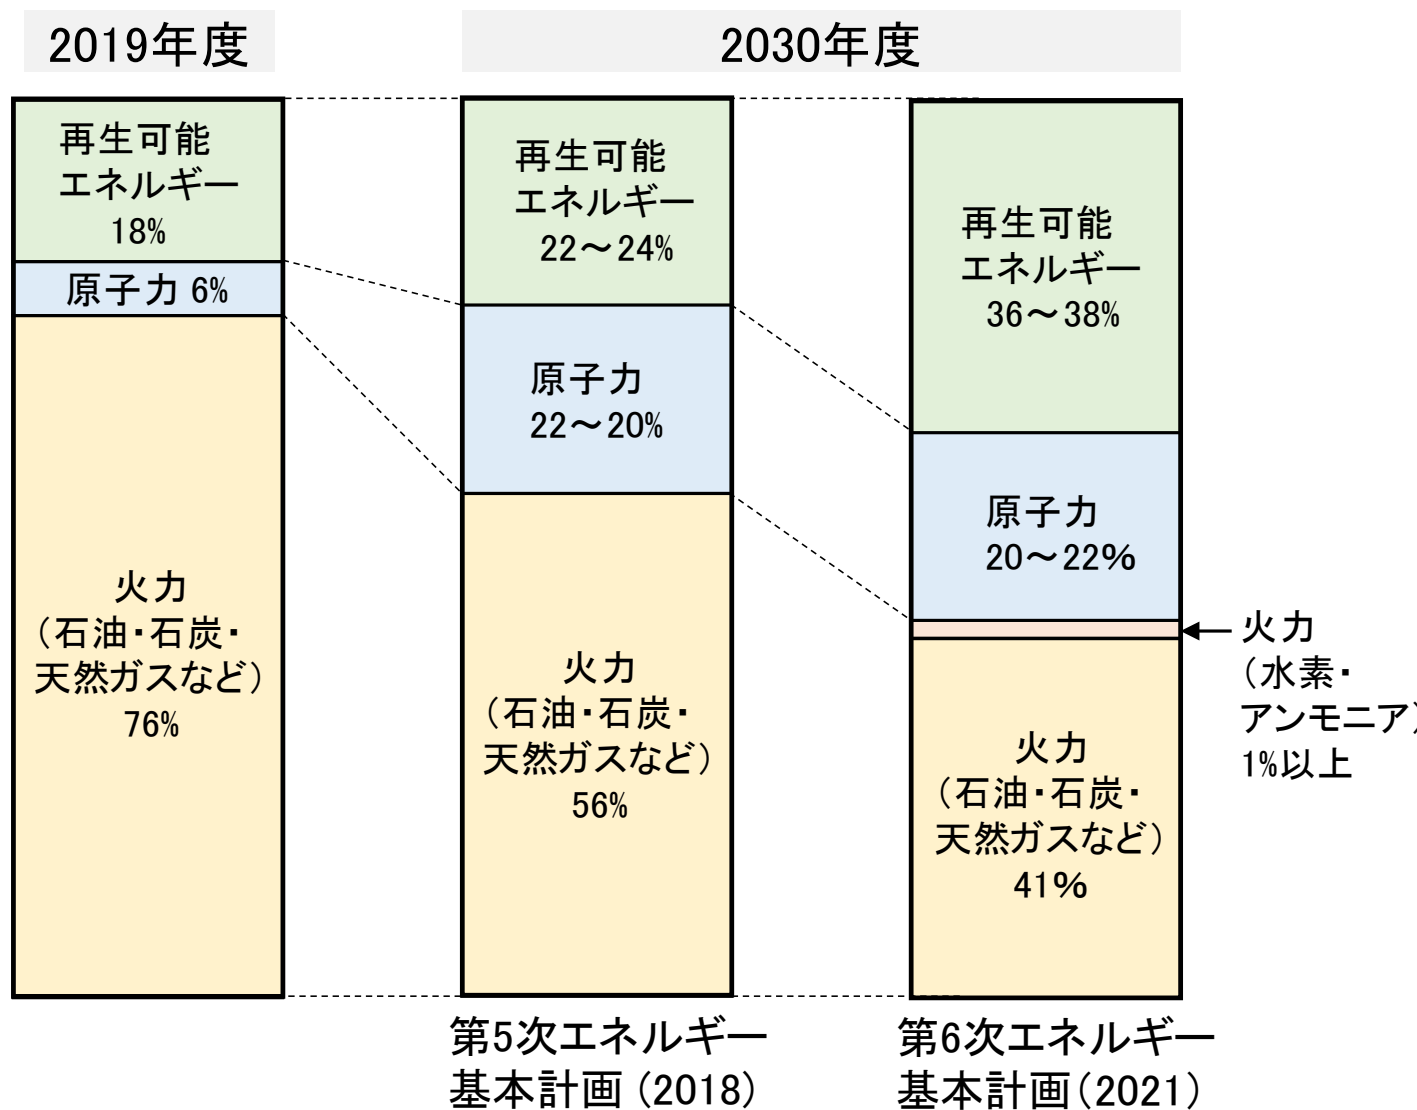 2019年度
2030年度
再生可能
エネルギー
18%
原子力 6%
火力
（石油・石炭・
天然ガスなど）
76%
再生可能
エネルギー
22～24%
原子力
22～20%
火力
（石油・石炭・
天然ガスなど）
56%
第5次エネルギー
基本計画（2018）
再生可能
エネルギー
36～38%
原子力
20～22％
火力
（水素・
アンモニア）
1%以上
火力
（石油・石炭・
天然ガスなど）
41％
第6次エネルギー
基本計画（2021）